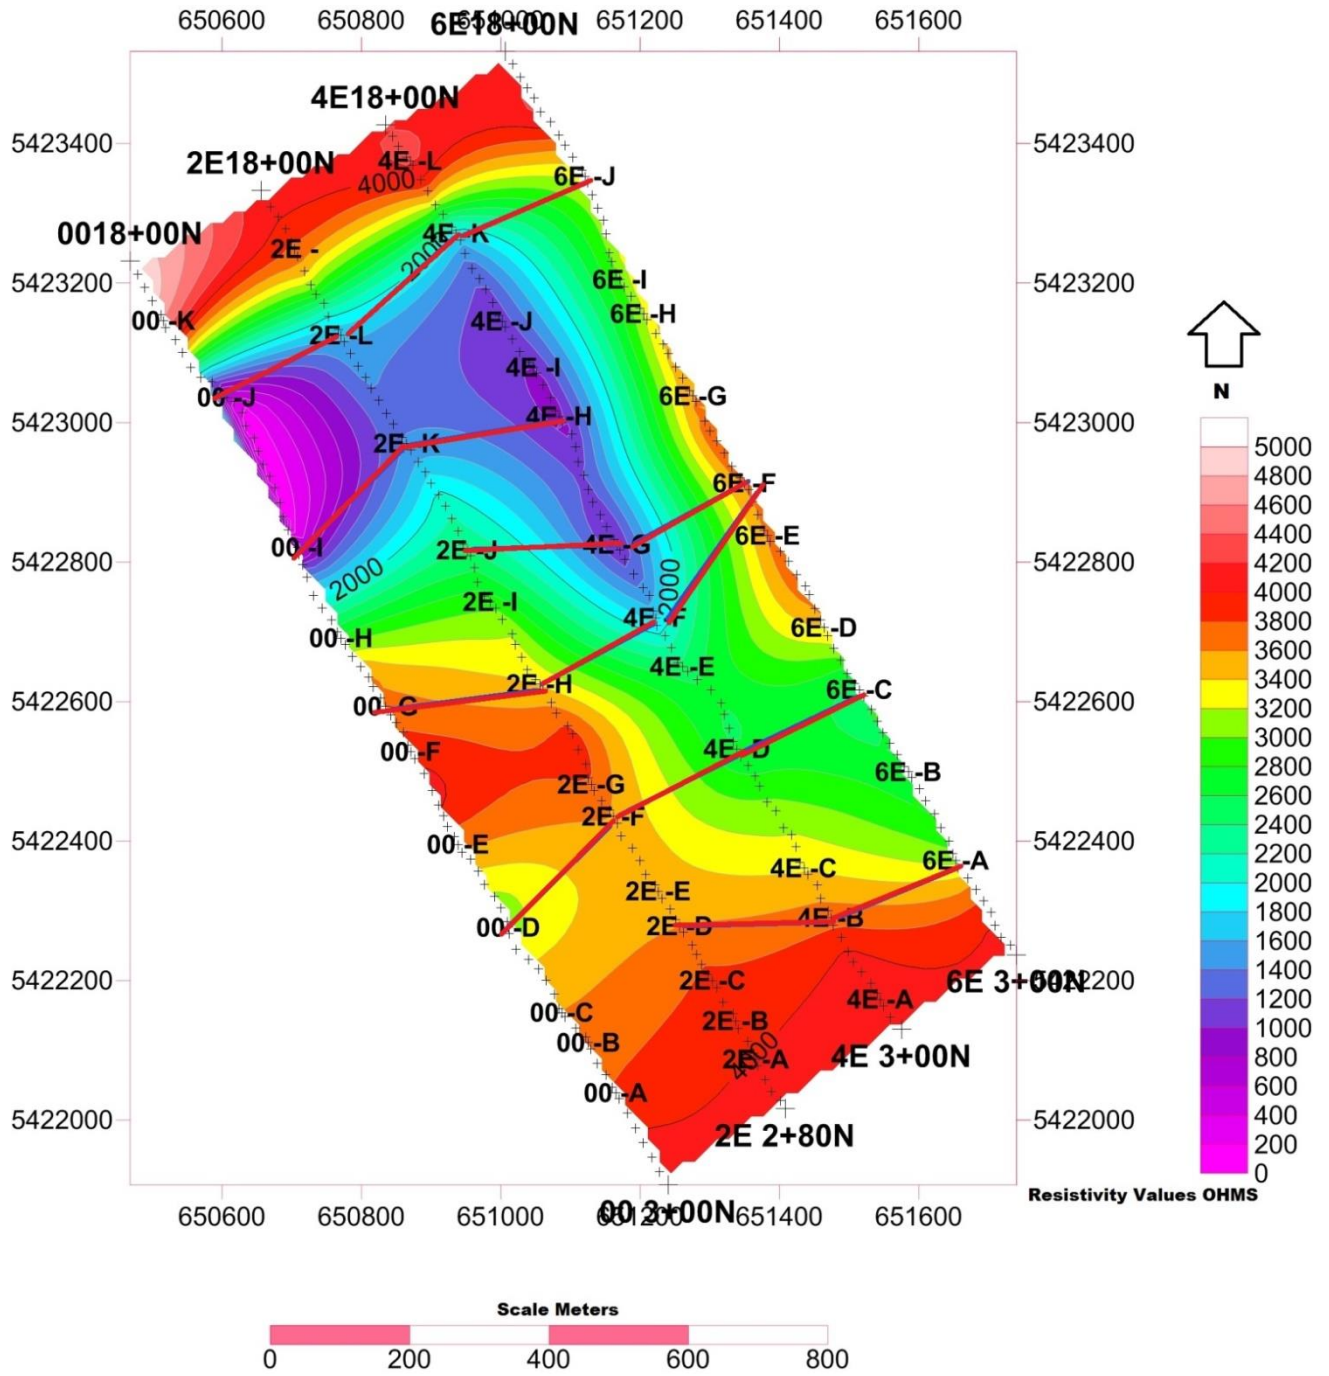 650600 650800 651000 651200 651400 651600
6E18+00N
4E18+00N
5423400 5423400
2E18+00N
4E -L
4000
6E -J
0018+00N
4E -K
2E -
2000
5423200 6E -I 5423200
6E -H
00 -K
4E -J
2E -L
N
4E -I
00 -J
6E -G
4E -H
5423000 5423000
2E -K
6E -F
6E -E
00 -I
4E -G
2E -J
5422800 5422800
2000
2000
2E -I
4E -F
6E -D
00 -H
4E -E
2E -H
6E -C
5422600 5422600
00 -G
4E -D
00 -F
6E -B
2E -G
2E -F
00 -E
5422400 5422400
6E -A
4E -C
2E -E
4E -B
00 -D
2E -D
2E -C
5422200 5422200
6E 3+00N
4E -A
00 -C
2E -B
00 -B
4000
2E -A
4E 3+00N
00 -A
5422000 5422000
2E 2+80N
00 3+00N
650600 650800 651000 651200 651400 651600
5000
4800
4600
4400
4200
4000
3800
3600
3400
3200
3000
2800
2600
2400
2200
2000
1800
1600
1400
1200
1000
800
600
400
200
0
Resistivity Values OHMS
Scale Meters
0 200 400 600 800